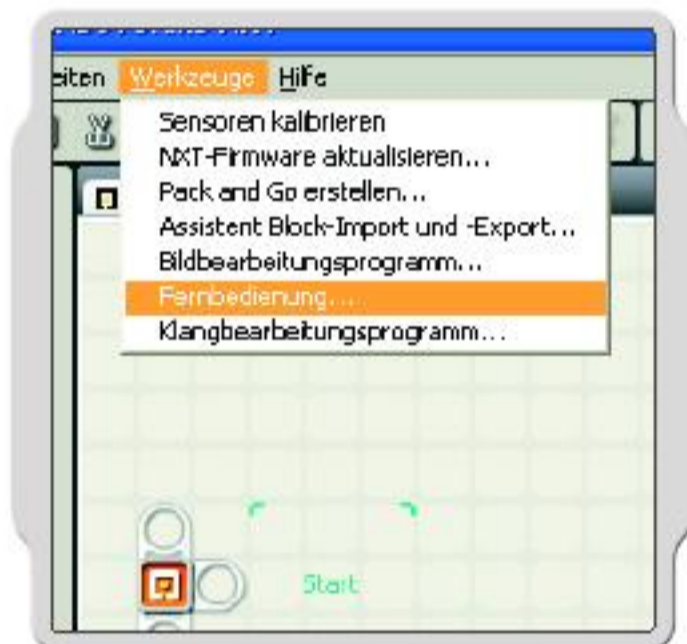 eiten Werkzeuge Hilfe
Sensoren kalibrieren
NXT-Firmware aktualisieren...
Pack and Go erstellen...
Assistent Block-Import und -Export...
Bildbearbeitungsprogramm...
Fernbedienung...
Klangbearbeitungsprogramm...
Start